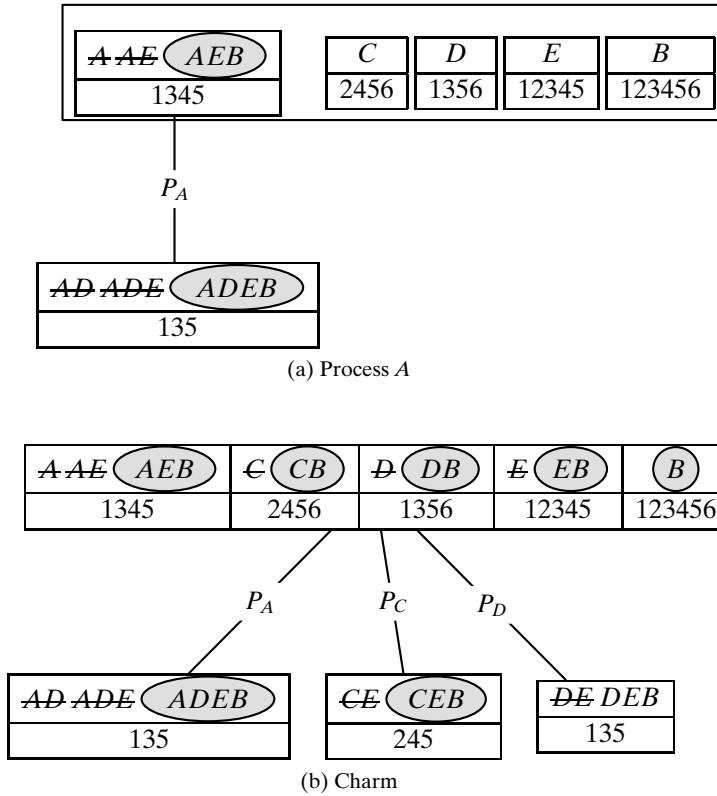 A AE AEB C D E B
1345 2456 1356 12345 123456
P_A
AD ADE ADEB
135
(a) Process A
A AE AEB C CB D DB E EB B
1345 2456 1356 12345 123456
P_A P_C P_D
AD ADE ADEB CE CEB DE DEB
135 245 135
(b) Charm